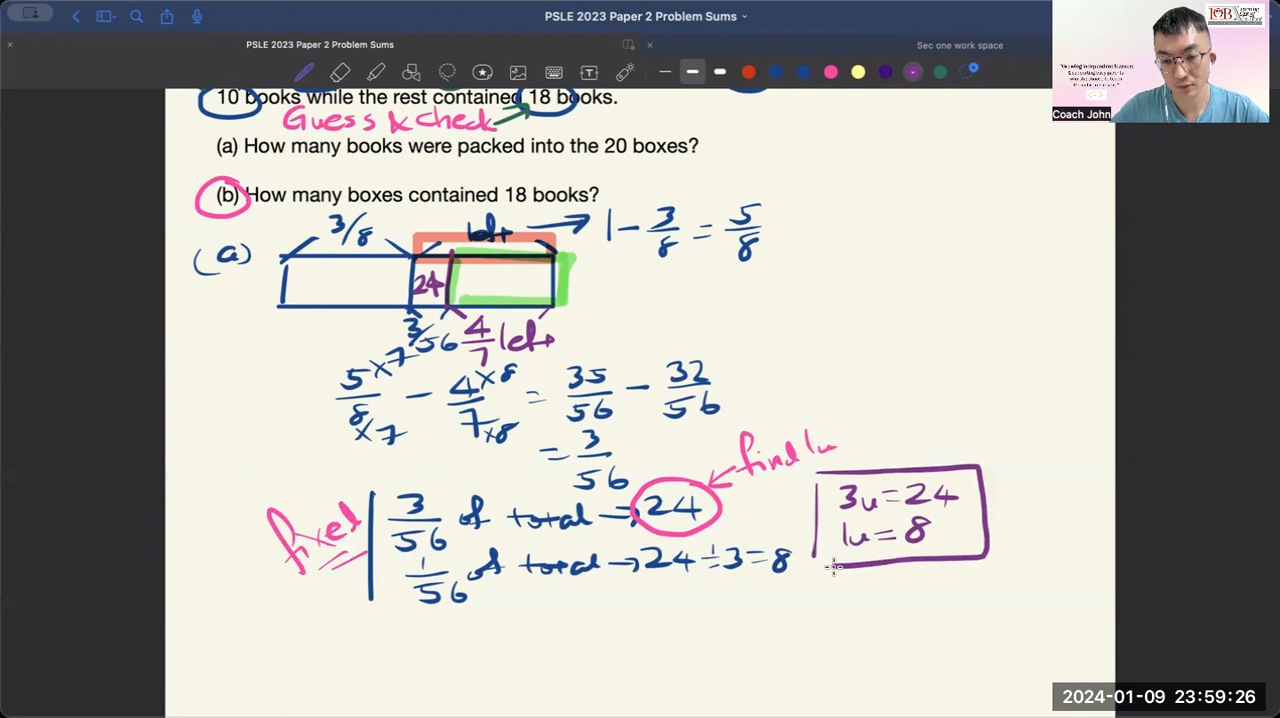 PSLE 2023 Paper 2 Problem Sums
PSLE 2023 Paper 2 Problem Sums
Sec one work space
Coach John
10 books while the rest contained 18 books.
Guess & check
(a) How many books were packed into the 20 boxes?
(b) How many boxes contained 18 books?
3/8 left → 1 - 3/8 = 5/8
(a)
24
3/56 4/7 left
5×7/8×7 - 4×8/7×8 = 35/56 - 32/56
= 3/56
find 1u
fixed
3/56 of total → 24
1/56 of total → 24 ÷ 3 = 8
3u = 24
1u = 8
2024-01-09 23:59:26